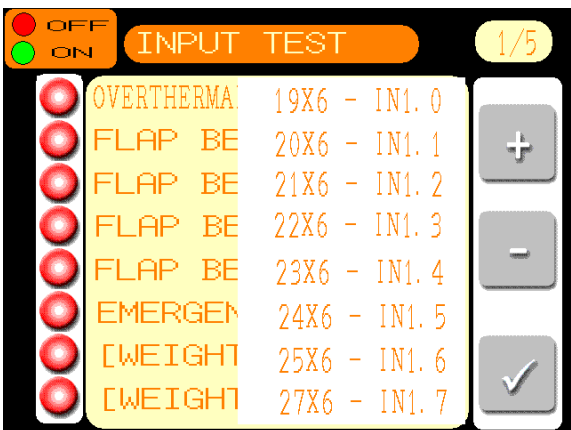 OFF
ON
INPUT TEST
1/5
OVERTHERMA 19X6 - IN1.0
FLAP BE 20X6 - IN1.1
FLAP BE 21X6 - IN1.2
FLAP BE 22X6 - IN1.3
FLAP BE 23X6 - IN1.4
EMERGEN 24X6 - IN1.5
[WEIGHT 25X6 - IN1.6
[WEIGHT 27X6 - IN1.7
+
-